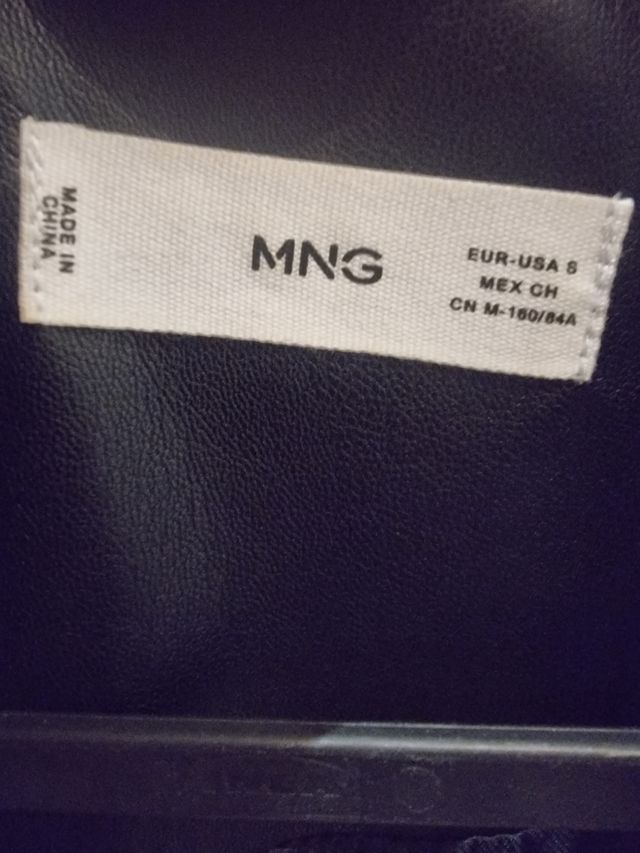 MADE IN
CHINA
MNG
EUR-USA S
MEX CH
CN M-160/84A